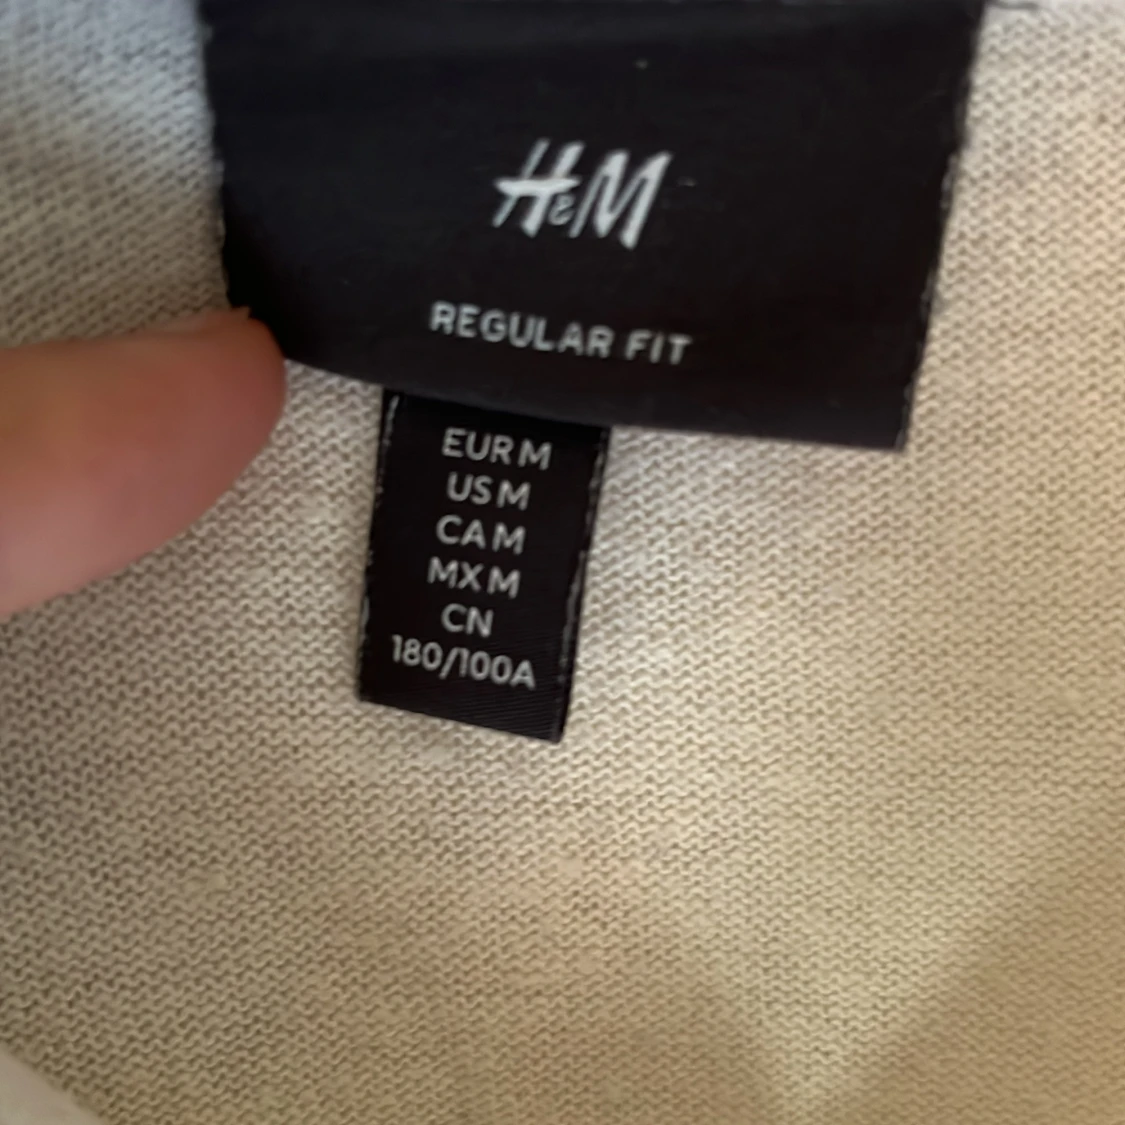 H&M
REGULAR FIT
EUR M
US M
CA M
MX M
CN
180/100A